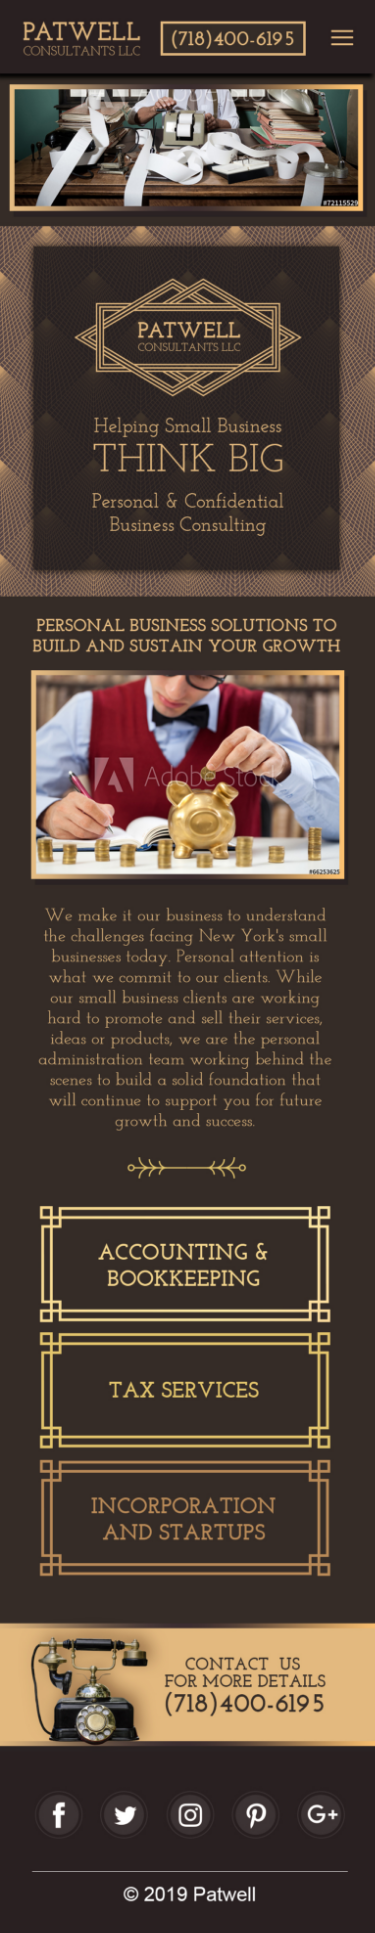 PATWELL
CONSULTANTS LLC
(718)400-6195
#72115529
PATWELL
CONSULTANTS LLC
Helping Small Business
THINK BIG
Personal & Confidential
Business Consulting
PERSONAL BUSINESS SOLUTIONS TO
BUILD AND SUSTAIN YOUR GROWTH
Adobe Stock
#66253625
We make it our business to understand
the challenges facing New York's small
businesses today. Personal attention is
what we commit to our clients. While
our small business clients are working
hard to promote and sell their services,
ideas or products, we are the personal
administration team working behind the
scenes to build a solid foundation that
will continue to support you for future
growth and success.
ACCOUNTING &
BOOKKEEPING
TAX SERVICES
INCORPORATION
AND STARTUPS
CONTACT US
FOR MORE DETAILS
(718)400-6195
f
G+
© 2019 Patwell